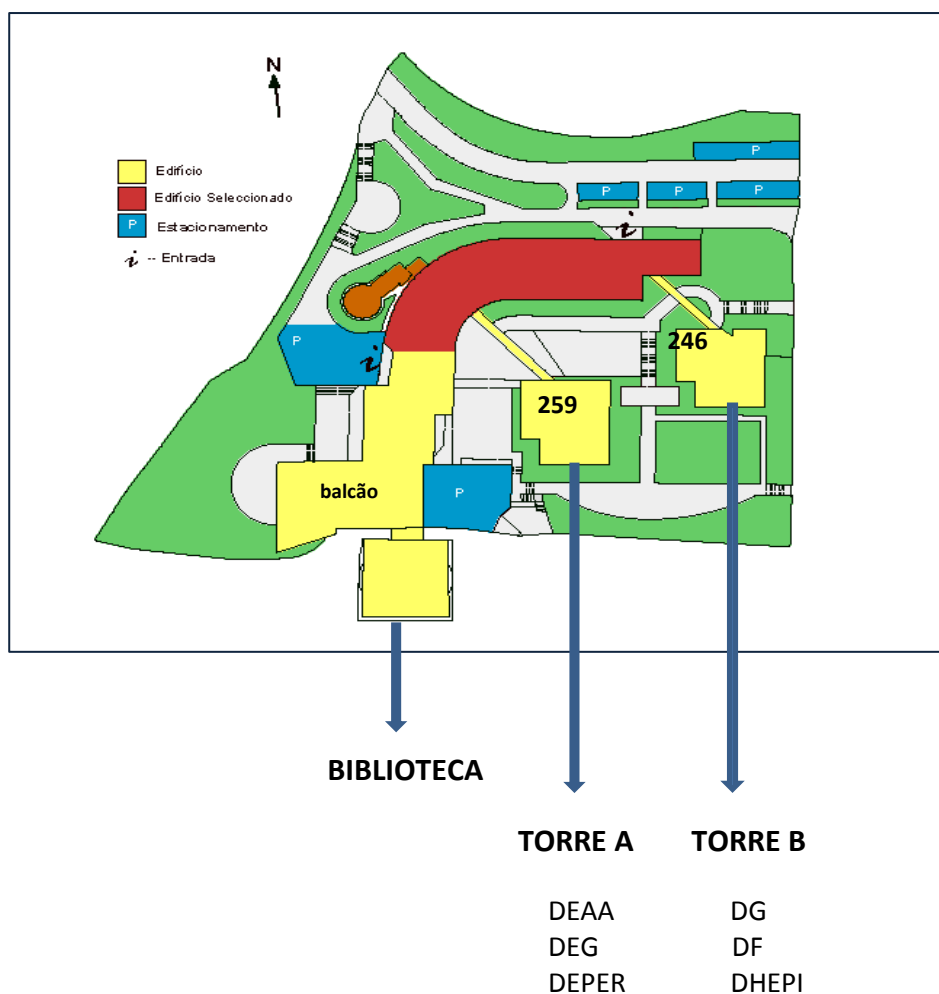 N
Edifício
Edifício Seleccionado
P Estacionamento
i -- Entrada
P
P P P
i
P
246
i
259
balcão
P
BIBLIOTECA
TORRE A TORRE B
DEAA DG
DEG DF
DEPER DHEPI